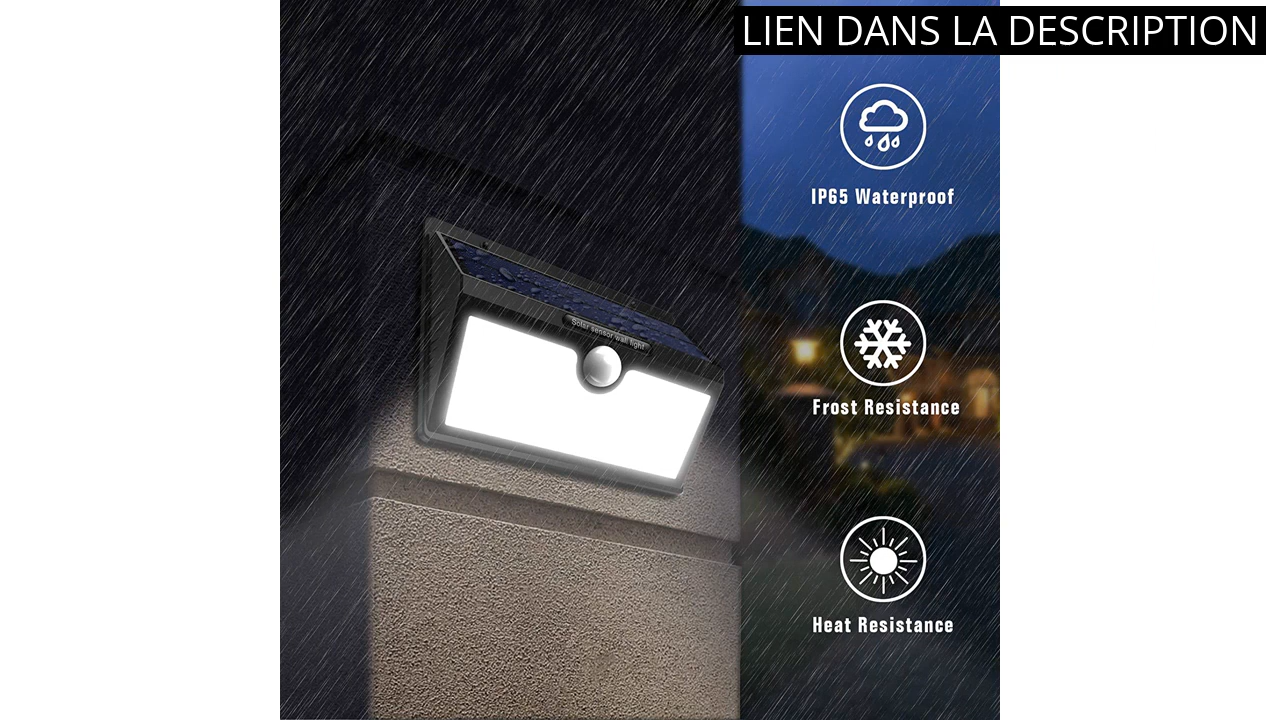 LIEN DANS LA DESCRIPTION
IP65 Waterproof
Solar sensor wall light
Frost Resistance
Heat Resistance